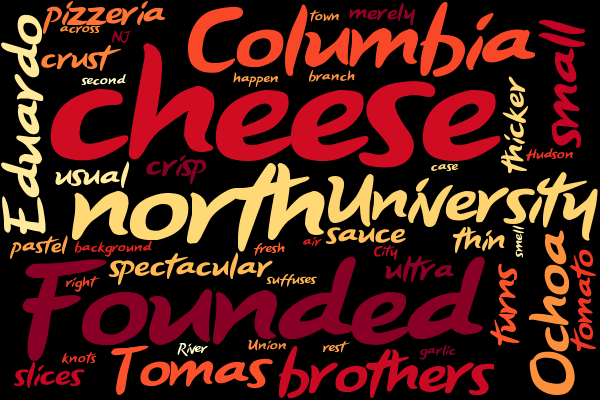 pizzeria
across
NJ
crust
second
Eduardo
Columbia
town
merely
happen
branch
small
cheese
thicker
Hudson
case
usual
crisp
north
University
pastel
background
fresh
air
sauce
thin
smell
spectacular
suffuses
City
ultra
right
Founded
turns
Ochoa
tomato
knots
slices
River
Tomas
Union
rest
brothers
garlic